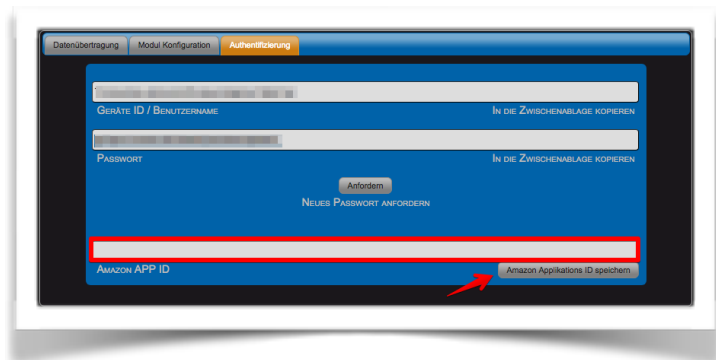 Datenübertragung Modul Konfiguration Authentifizierung
Geräte ID / Benutzername In die Zwischenablage kopieren
Passwort In die Zwischenablage kopieren
Anfordern
Neues Passwort anfordern
Amazon APP ID Amazon Applikations ID speichern